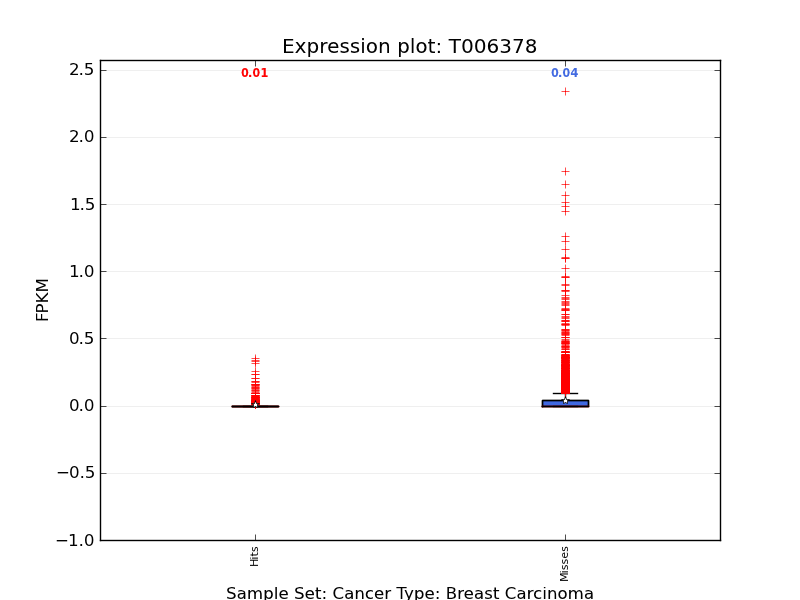 Expression plot: T006378
0.01
0.04
2.5
2.0
1.5
1.0
0.5
0.0
−0.5
−1.0
FPKM
Hits
Misses
Sample Set: Cancer Type: Breast Carcinoma